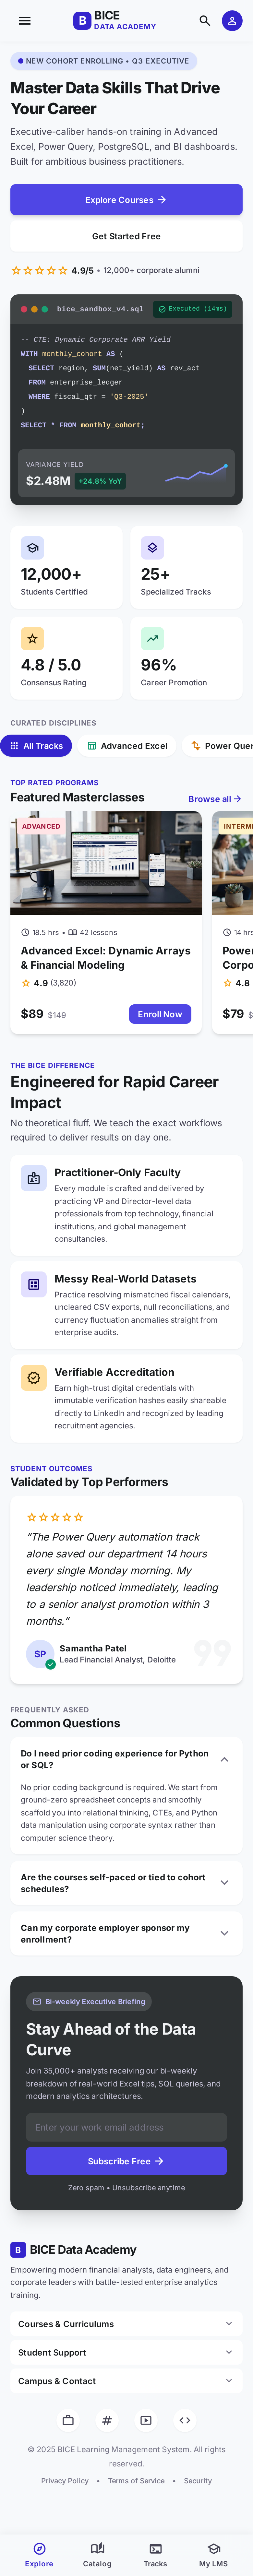 B
BICE
DATA ACADEMY
NEW COHORT ENROLLING • Q3 EXECUTIVE
Master Data Skills That Drive
Your Career
Executive-caliber hands-on training in Advanced
Excel, Power Query, PostgreSQL, and BI dashboards.
Built for ambitious business practitioners.
Explore Courses →
Get Started Free
4.9/5 • 12,000+ corporate alumni
bice_sandbox_v4.sql
Executed (14ms)
-- CTE: Dynamic Corporate ARR Yield
WITH monthly_cohort AS (
SELECT region, SUM(net_yield) AS rev_act
FROM enterprise_ledger
WHERE fiscal_qtr = 'Q3-2025'
)
SELECT * FROM monthly_cohort;
VARIANCE YIELD
$2.48M +24.8% YoY
12,000+
Students Certified
25+
Specialized Tracks
4.8 / 5.0
Consensus Rating
96%
Career Promotion
CURATED DISCIPLINES
All Tracks
Advanced Excel
Power Quer
TOP RATED PROGRAMS
Featured Masterclasses
Browse all →
ADVANCED
18.5 hrs • 42 lessons
Advanced Excel: Dynamic Arrays
& Financial Modeling
4.9 (3,820)
$89 $149
Enroll Now
INTERM
14 hrs
Power
Corpo
4.8
$79
THE BICE DIFFERENCE
Engineered for Rapid Career
Impact
No theoretical fluff. We teach the exact workflows
required to deliver results on day one.
Practitioner-Only Faculty
Every module is crafted and delivered by
practicing VP and Director-level data
professionals from top technology, financial
institutions, and global management
consultancies.
Messy Real-World Datasets
Practice resolving mismatched fiscal calendars,
uncleared CSV exports, null reconciliations, and
currency fluctuation anomalies straight from
enterprise audits.
Verifiable Accreditation
Earn high-trust digital credentials with
immutable verification hashes easily shareable
directly to LinkedIn and recognized by leading
recruitment agencies.
STUDENT OUTCOMES
Validated by Top Performers
“The Power Query automation track
alone saved our department 14 hours
every single Monday morning. My
leadership noticed immediately, leading
to a senior analyst promotion within 3
months.”
SP
Samantha Patel
Lead Financial Analyst, Deloitte
FREQUENTLY ASKED
Common Questions
Do I need prior coding experience for Python
or SQL?
No prior coding background is required. We start from
ground-zero spreadsheet concepts and smoothly
scaffold you into relational thinking, CTEs, and Python
data manipulation using corporate syntax rather than
computer science theory.
Are the courses self-paced or tied to cohort
schedules?
Can my corporate employer sponsor my
enrollment?
Bi-weekly Executive Briefing
Stay Ahead of the Data
Curve
Join 35,000+ analysts receiving our bi-weekly
breakdown of real-world Excel tips, SQL queries, and
modern analytics architectures.
Enter your work email address
Subscribe Free →
Zero spam • Unsubscribe anytime
B BICE Data Academy
Empowering modern financial analysts, data engineers, and
corporate leaders with battle-tested enterprise analytics
training.
Courses & Curriculums
Student Support
Campus & Contact
© 2025 BICE Learning Management System. All rights
reserved.
Privacy Policy • Terms of Service • Security
Explore
Catalog
Tracks
My LMS